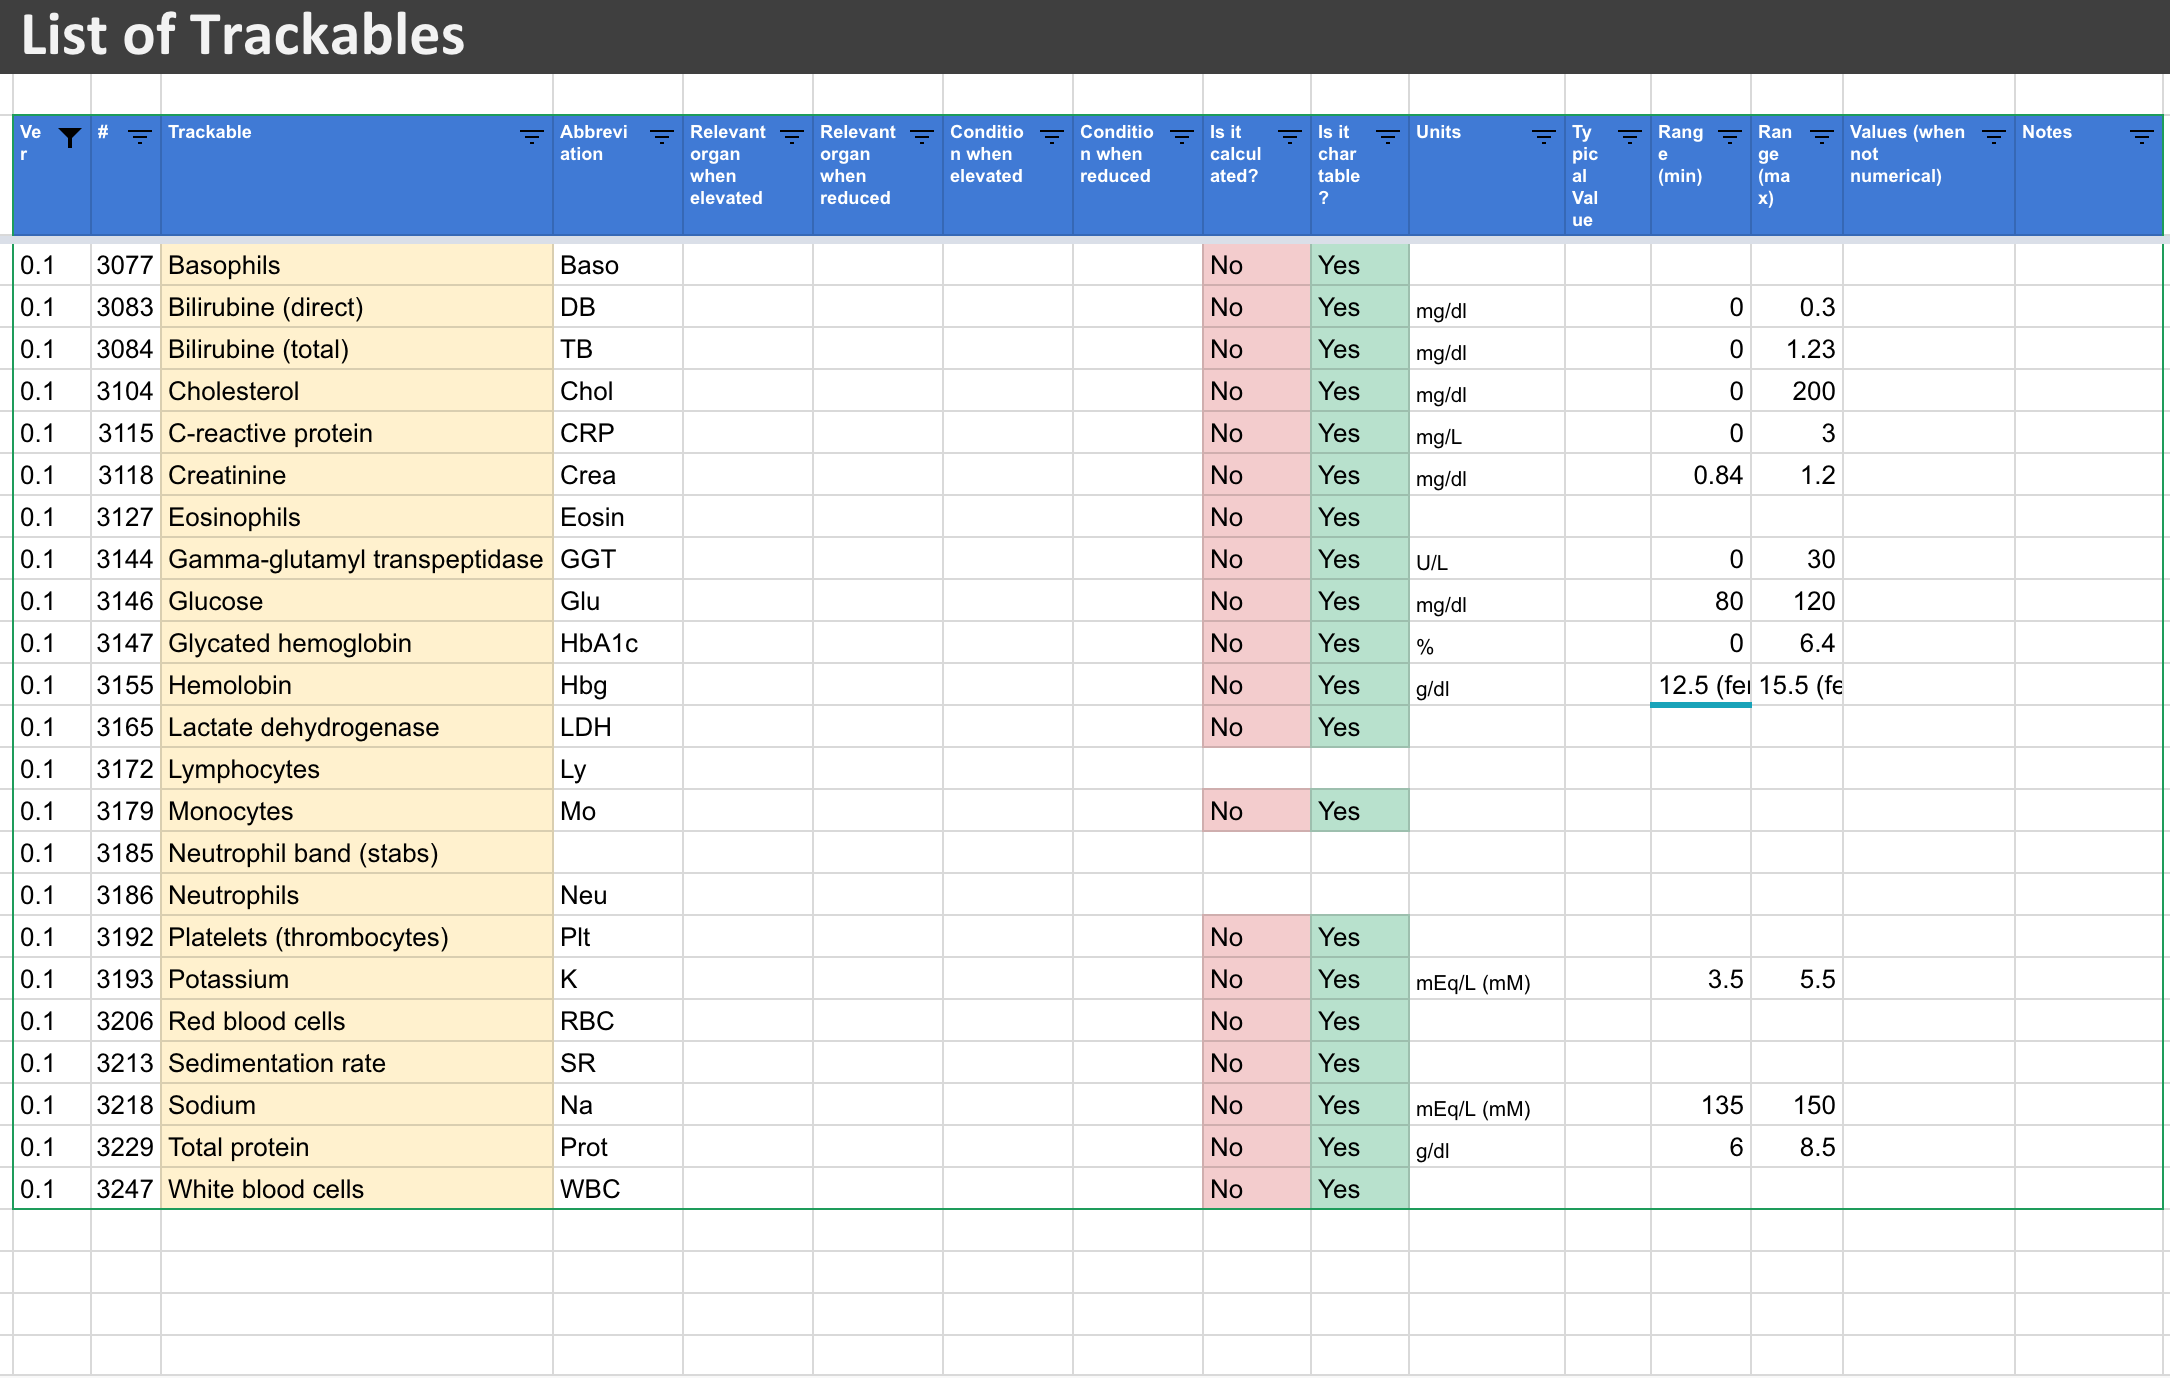 List of Trackables
Ver # Trackable Abbreviation Relevant organ when elevated Relevant organ when reduced Condition when elevated Condition when reduced Is it calculated? Is it chartable? Units Typical Value Range (min) Range (max) Values (when not numerical) Notes
0.1 3077 Basophils Baso No Yes
0.1 3083 Bilirubine (direct) DB No Yes mg/dl 0 0.3
0.1 3084 Bilirubine (total) TB No Yes mg/dl 0 1.23
0.1 3104 Cholesterol Chol No Yes mg/dl 0 200
0.1 3115 C-reactive protein CRP No Yes mg/L 0 3
0.1 3118 Creatinine Crea No Yes mg/dl 0.84 1.2
0.1 3127 Eosinophils Eosin No Yes
0.1 3144 Gamma-glutamyl transpeptidase GGT No Yes U/L 0 30
0.1 3146 Glucose Glu No Yes mg/dl 80 120
0.1 3147 Glycated hemoglobin HbA1c No Yes % 0 6.4
0.1 3155 Hemolobin Hbg No Yes g/dl 12.5 (fe 15.5 (fe
0.1 3165 Lactate dehydrogenase LDH No Yes
0.1 3172 Lymphocytes Ly
0.1 3179 Monocytes Mo No Yes
0.1 3185 Neutrophil band (stabs)
0.1 3186 Neutrophils Neu
0.1 3192 Platelets (thrombocytes) Plt No Yes
0.1 3193 Potassium K No Yes mEq/L (mM) 3.5 5.5
0.1 3206 Red blood cells RBC No Yes
0.1 3213 Sedimentation rate SR No Yes
0.1 3218 Sodium Na No Yes mEq/L (mM) 135 150
0.1 3229 Total protein Prot No Yes g/dl 6 8.5
0.1 3247 White blood cells WBC No Yes